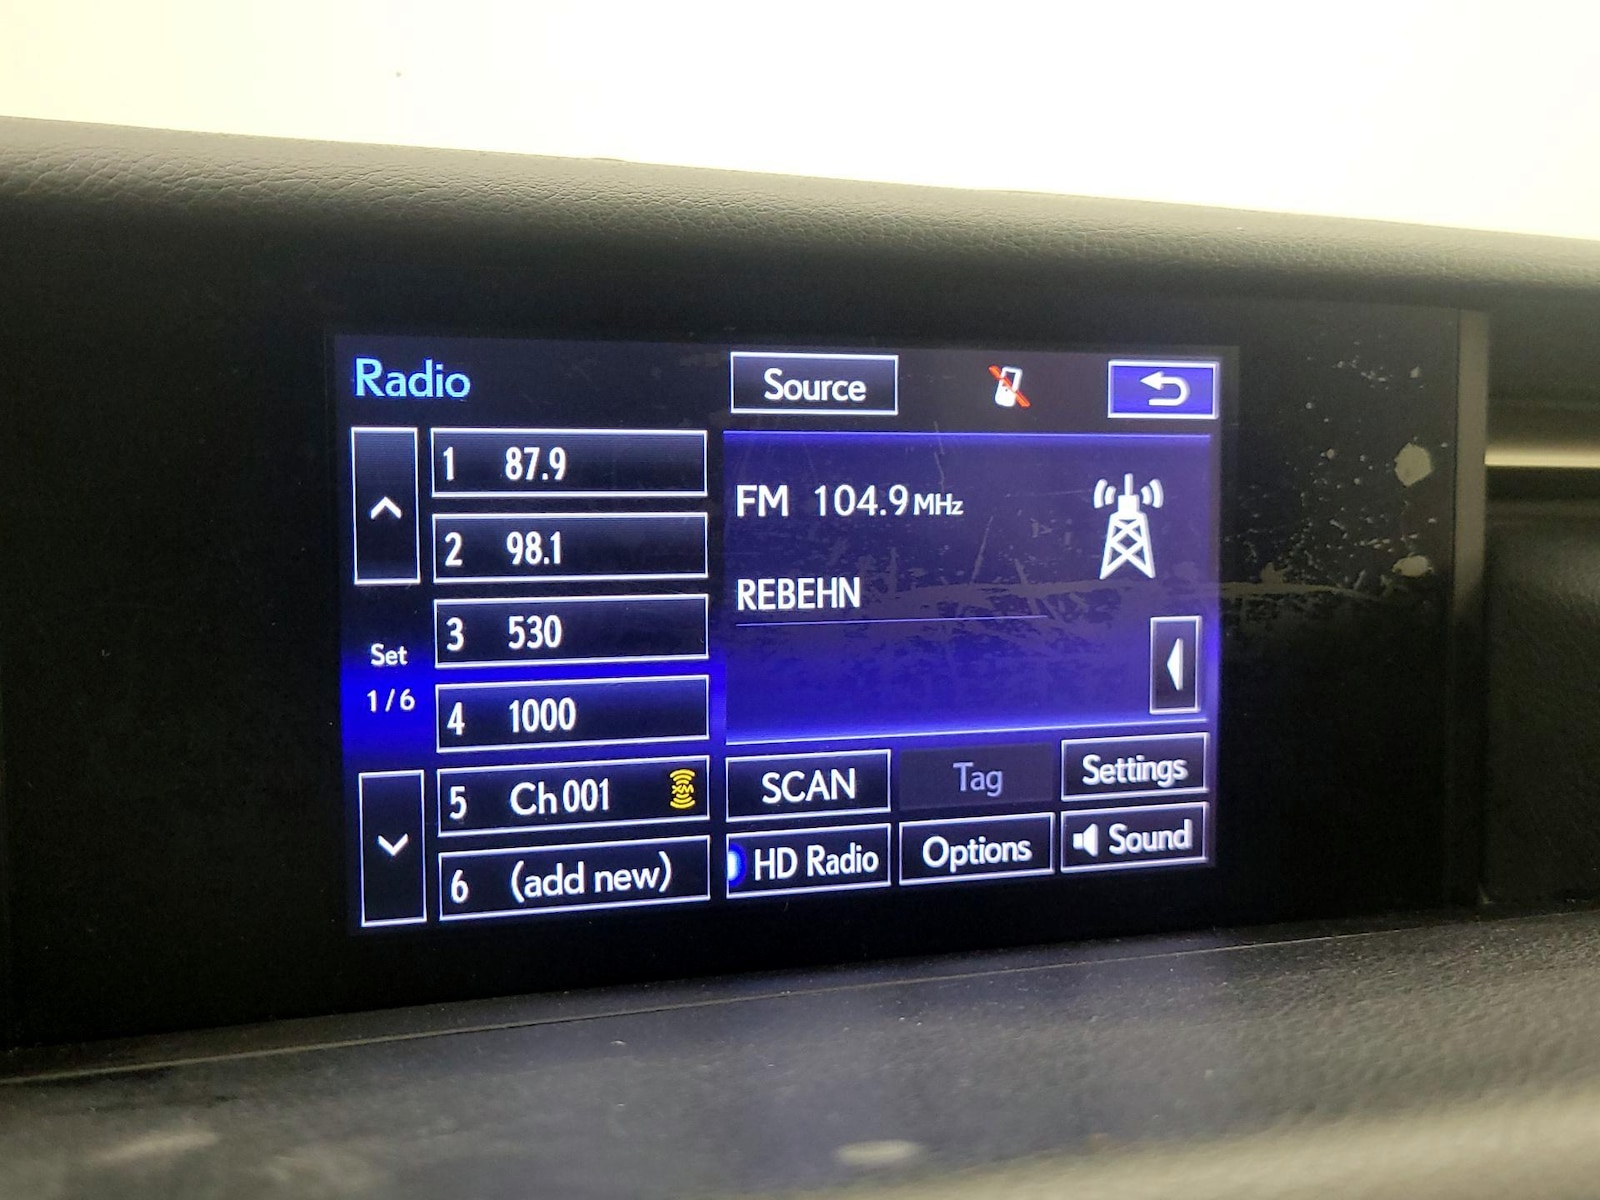 Radio
Source
1 87.9
2 98.1
3 530
4 1000
5 Ch 001 XM
6 (add new)
Set
1/6
FM 104.9 MHz
REBEHN
SCAN
Tag
Settings
HD Radio
Options
Sound